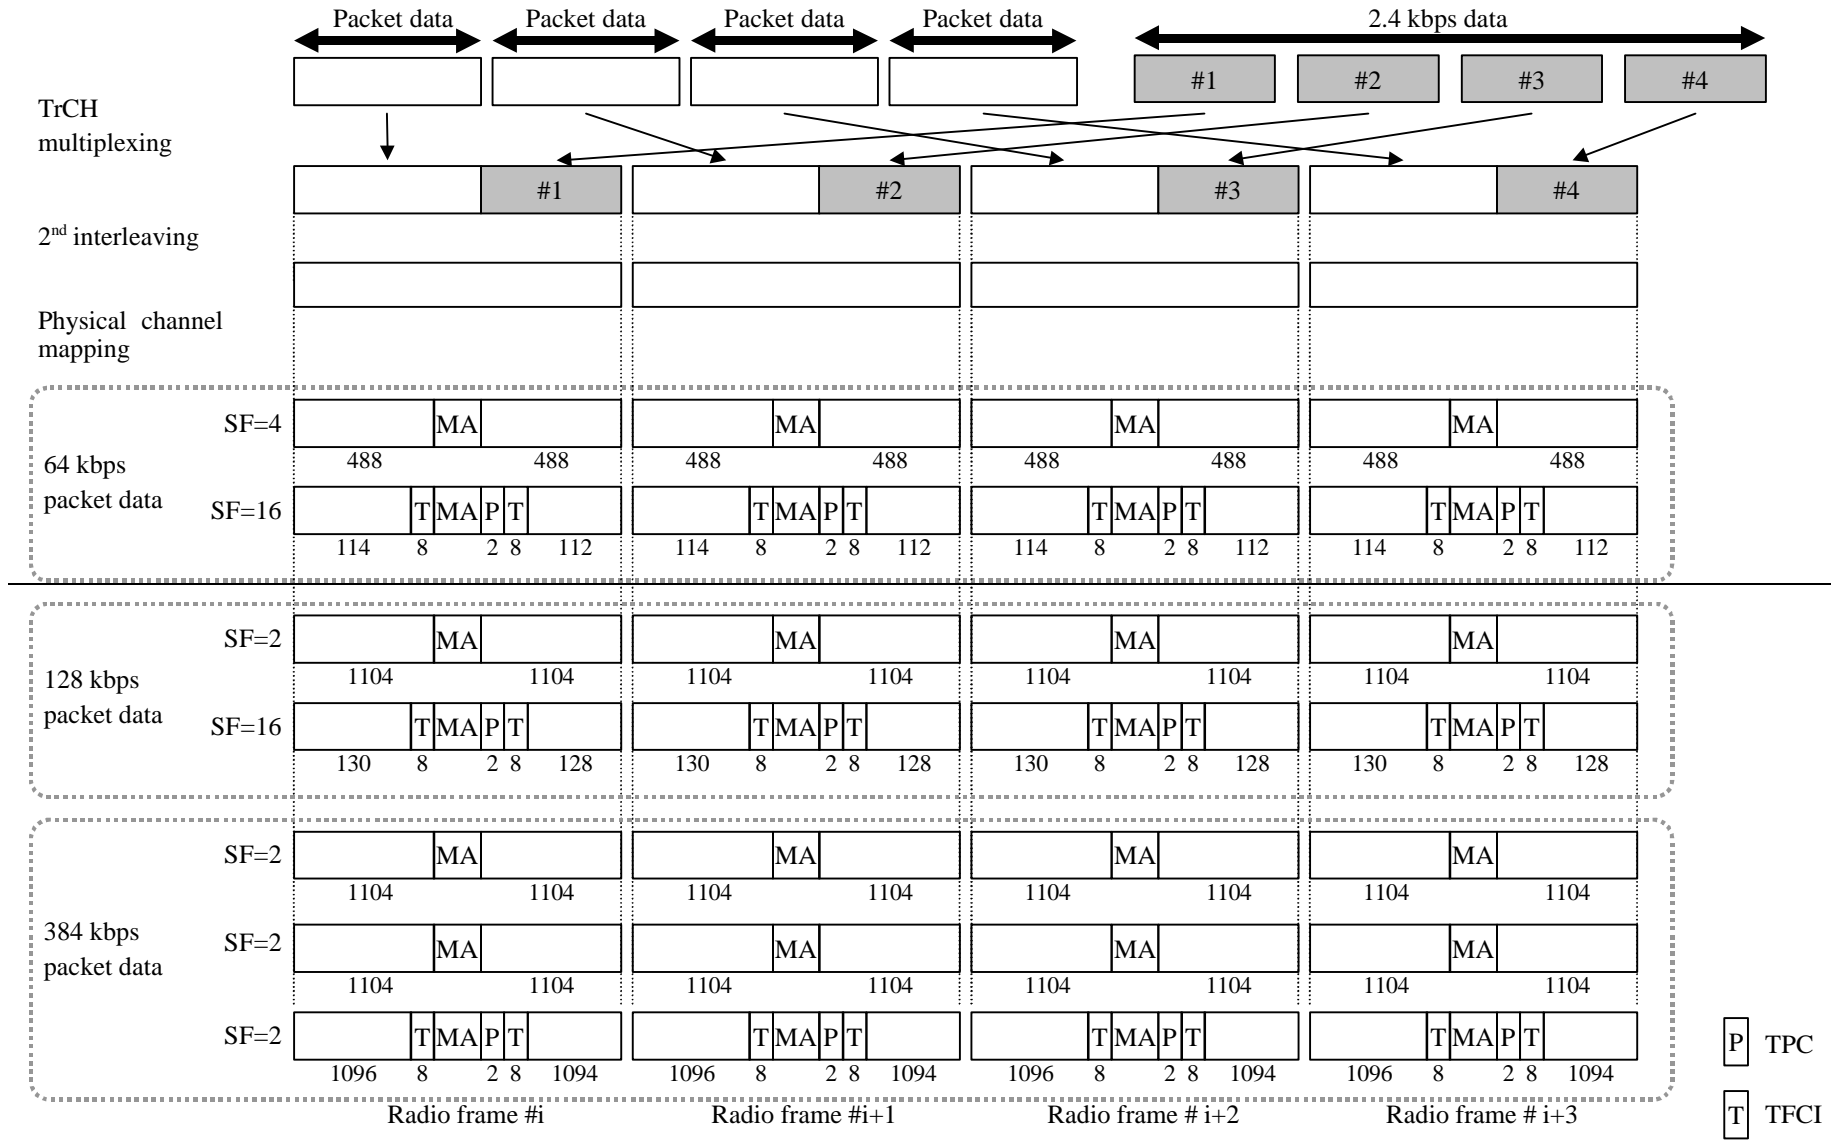 Packet data Packet data Packet data Packet data 2.4 kbps data
#1 #2 #3 #4
TrCH
multiplexing
#1 #2 #3 #4
2nd interleaving
Physical channel
mapping
SF=4 MA MA MA MA
488 488 488 488 488 488 488 488
64 kbps
packet data
SF=16 T MA P T T MA P T T MA P T T MA P T
114 8 2 8 112 114 8 2 8 112 114 8 2 8 112 114 8 2 8 112
SF=2 MA MA MA MA
1104 1104 1104 1104 1104 1104 1104 1104
128 kbps
packet data
SF=16 T MA P T T MA P T T MA P T T MA P T
130 8 2 8 128 130 8 2 8 128 130 8 2 8 128 130 8 2 8 128
SF=2 MA MA MA MA
1104 1104 1104 1104 1104 1104 1104 1104
384 kbps
packet data
SF=2 MA MA MA MA
1104 1104 1104 1104 1104 1104 1104 1104
SF=2 T MA P T T MA P T T MA P T T MA P T
1096 8 2 8 1094 1096 8 2 8 1094 1096 8 2 8 1094 1096 8 2 8 1094
P TPC
Radio frame #i Radio frame #i+1 Radio frame # i+2 Radio frame # i+3
T TFCI